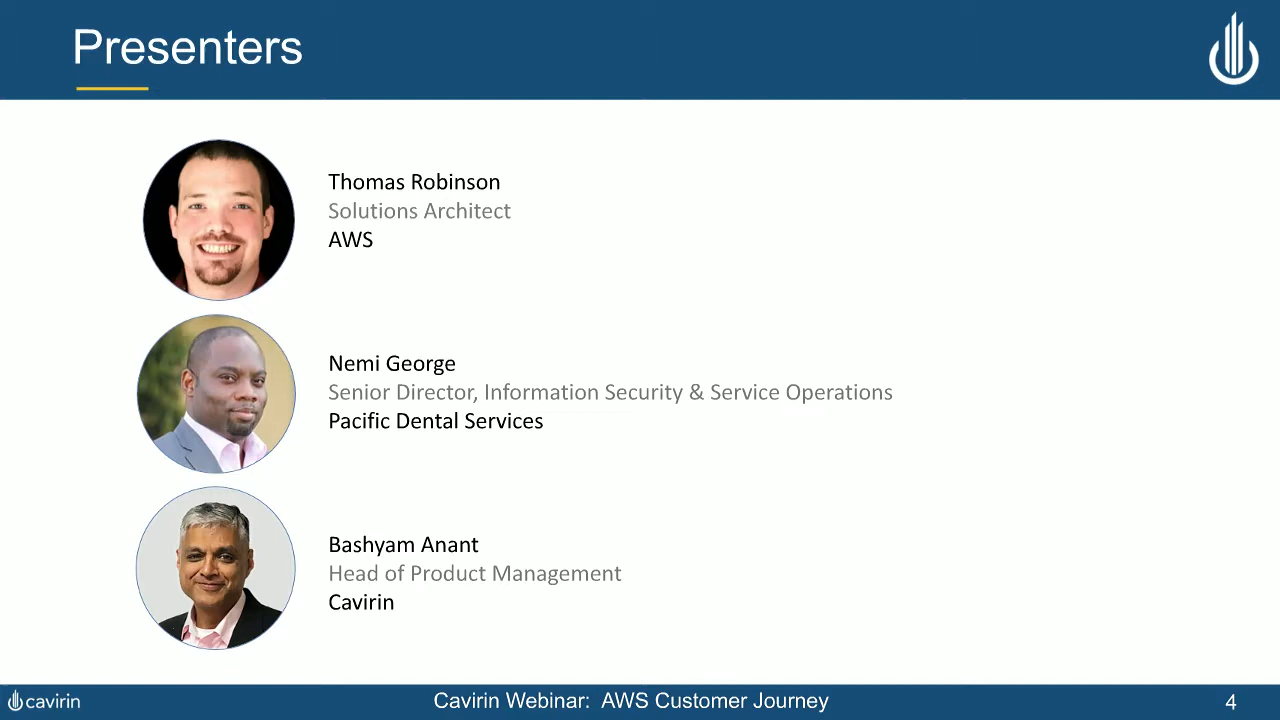 Presenters
Thomas Robinson
Solutions Architect
AWS
Nemi George
Senior Director, Information Security & Service Operations
Pacific Dental Services
Bashyam Anant
Head of Product Management
Cavirin
cavirin
Cavirin Webinar: AWS Customer Journey
4